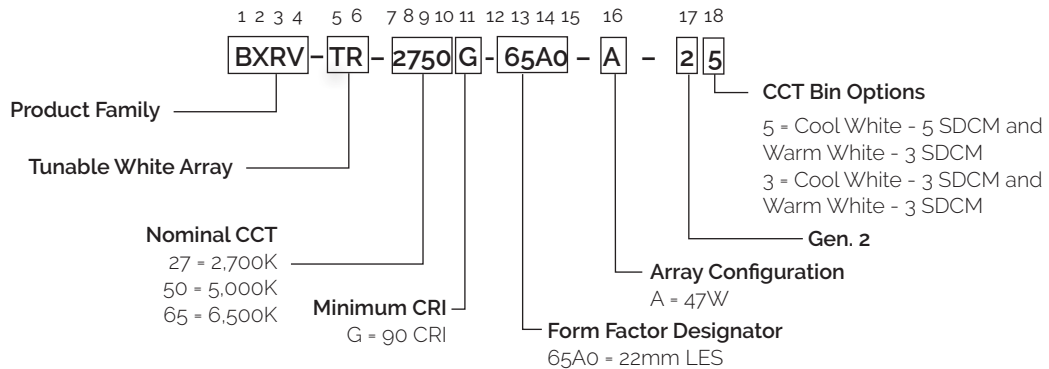 1 2 3 4 5 6 7 8 9 10 11 12 13 14 15 16 17 18
BXRV – TR – 2750 G - 65A0 – A – 2 5
Product Family
Tunable White Array
Nominal CCT
27 = 2,700K
50 = 5,000K
65 = 6,500K
Minimum CRI
G = 90 CRI
Form Factor Designator
65A0 = 22mm LES
Array Configuration
A = 47W
Gen. 2
CCT Bin Options
5 = Cool White - 5 SDCM and
Warm White - 3 SDCM
3 = Cool White - 3 SDCM and
Warm White - 3 SDCM